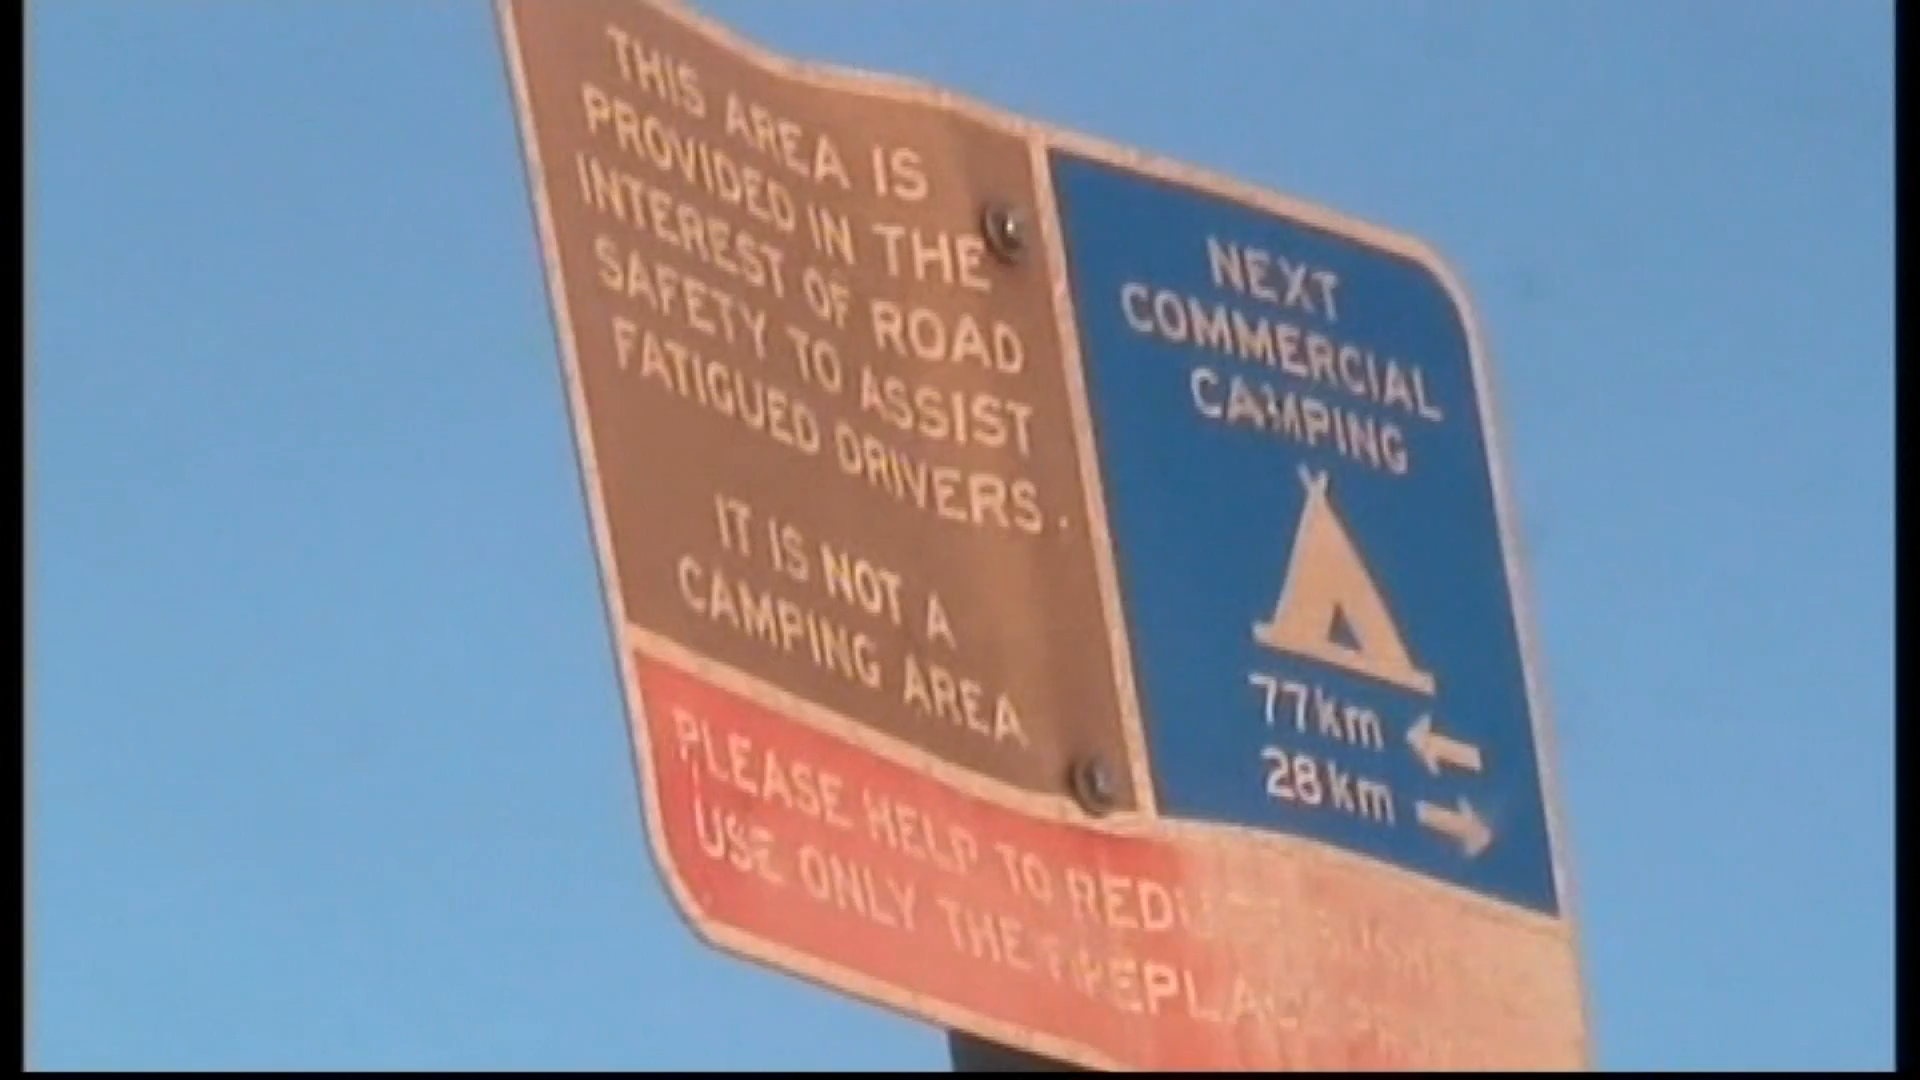 THIS AREA IS
PROVIDED IN THE
INTEREST OF ROAD
SAFETY TO ASSIST
FATIGUED DRIVERS.
IT IS NOT A
CAMPING AREA
NEXT
COMMERCIAL
CAMPING
77km ←
28km →
PLEASE HELP TO
USE ONLY THE